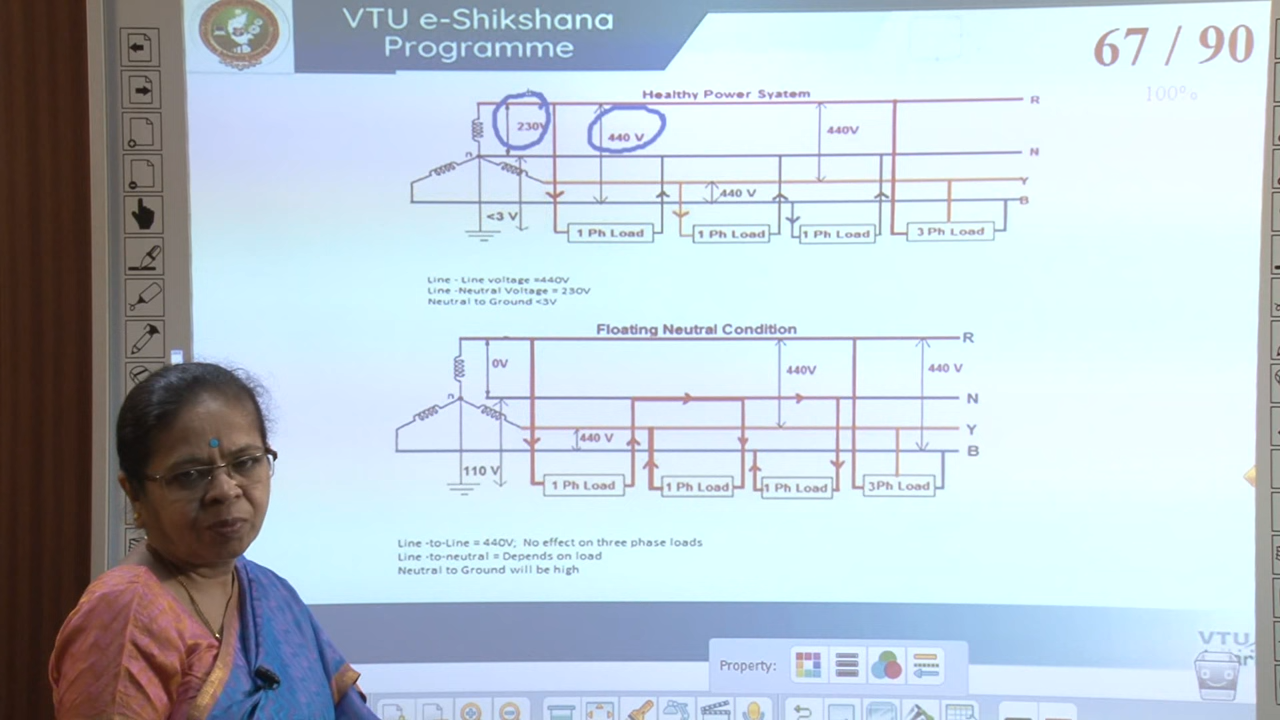 VTU e-Shikshana
Programme
67 / 90
100%
Healthy Power Syatem
R
230V
440 V
440V
n
N
440 V
Y
B
<3 V
1 Ph Load
1 Ph Load
1 Ph Load
3 Ph Load
Line - Line voltage =440V
Line -Neutral Voltage = 230V
Neutral to Ground <3V
Floating Neutral Condition
R
0V
440V
440 V
n
N
Y
440 V
B
110 V
1 Ph Load
1 Ph Load
1 Ph Load
3Ph Load
Line -to-Line = 440V; No effect on three phase loads
Line -to-neutral = Depends on load
Neutral to Ground will be high
VTU
Property: